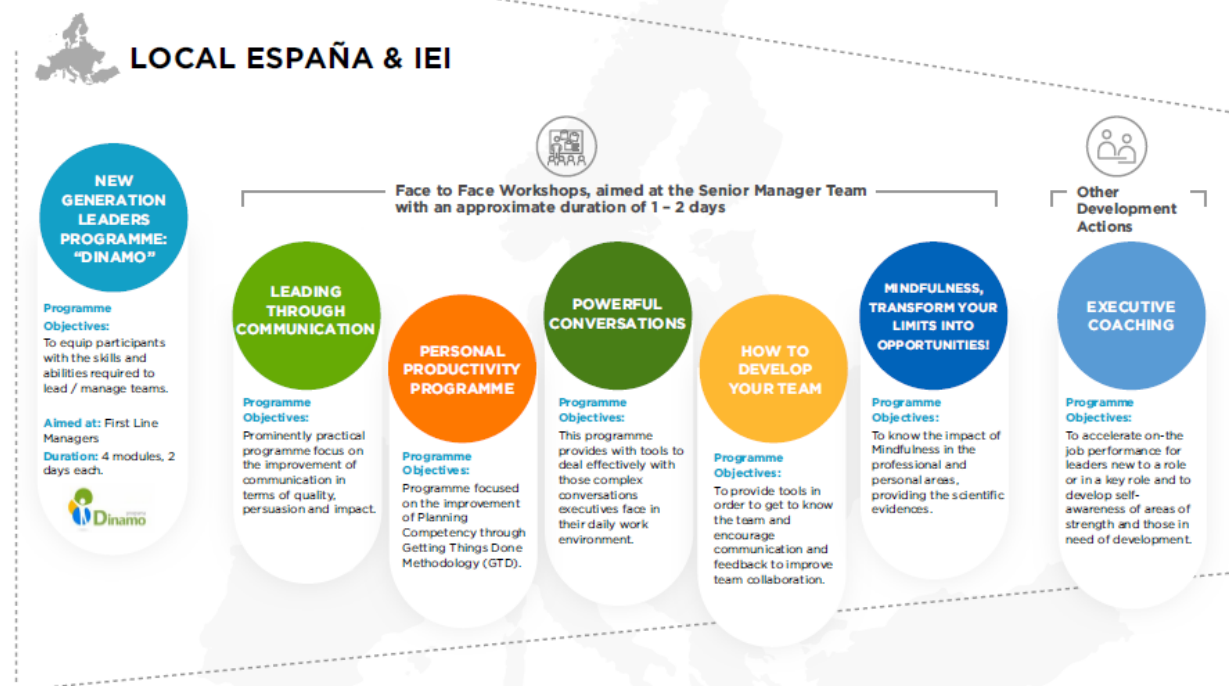 LOCAL ESPAÑA & IEI
NEW
GENERATION
LEADERS
PROGRAMME:
“DINAMO”
Programme
Objectives:
To equip participants
with the skills and
abilities required to
lead / manage teams.
Aimed at: First Line
Managers
Duration: 4 modules, 2
days each.
Dinamo
Face to Face Workshops, aimed at the Senior Manager Team
with an approximate duration of 1 – 2 days
LEADING
THROUGH
COMMUNICATION
Programme
Objectives:
Prominently practical
programme focus on
the improvement of
communication in
terms of quality,
persuasion and impact.
PERSONAL
PRODUCTIVITY
PROGRAMME
Programme
Objectives:
Programme focused
on the improvement
of Planning
Competency through
Getting Things Done
Methodology (GTD).
POWERFUL
CONVERSATIONS
Programme
Objectives:
This programme
provides with tools to
deal effectively with
those complex
conversations
executives face in
their daily work
environment.
HOW TO
DEVELOP
YOUR TEAM
Programme
Objectives:
To provide tools in
order to get to know
the team and
encourage
communication and
feedback to improve
team collaboration.
MINDFULNESS,
TRANSFORM YOUR
LIMITS INTO
OPPORTUNITIES!
Programme
Objectives:
To know the impact of
Mindfulness in the
professional and
personal areas,
providing the scientific
evidences.
Other
Development
Actions
EXECUTIVE
COACHING
Programme
Objectives:
To accelerate on-the
job performance for
leaders new to a role
or in a key role and to
develop self-
awareness of areas of
strength and those in
need of development.